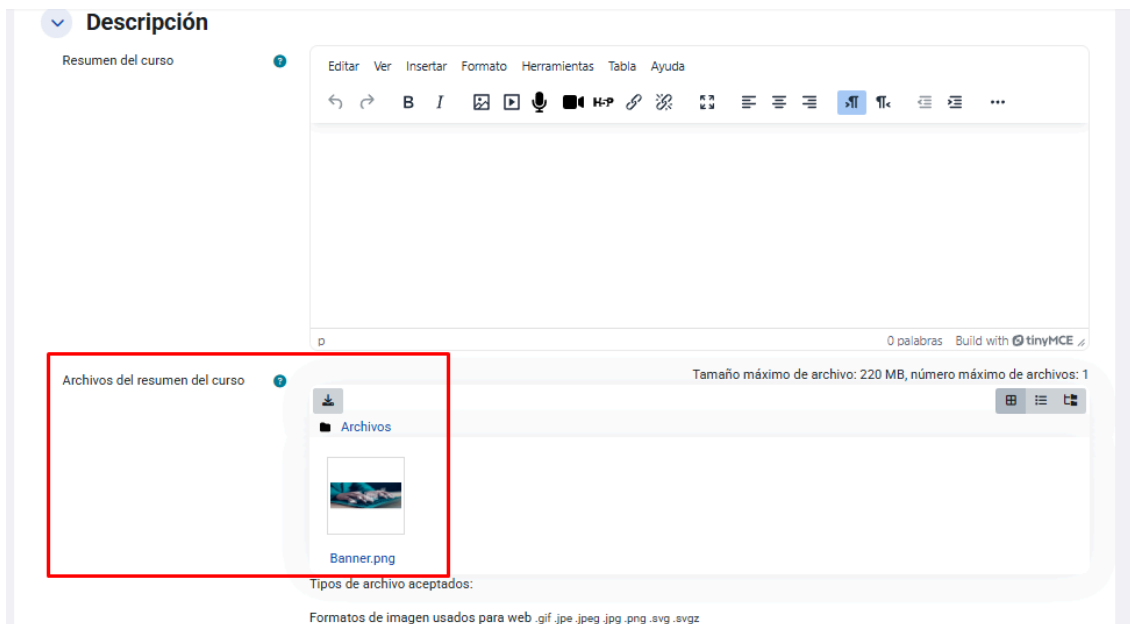 Descripción
Resumen del curso
Editar Ver Insertar Formato Herramientas Tabla Ayuda
B I H-P
p
0 palabras Build with tinyMCE
Archivos del resumen del curso
Tamaño máximo de archivo: 220 MB, número máximo de archivos: 1
Archivos
Banner.png
Tipos de archivo aceptados:
Formatos de imagen usados para web .gif .jpe .jpeg .jpg .png .svg .svgz